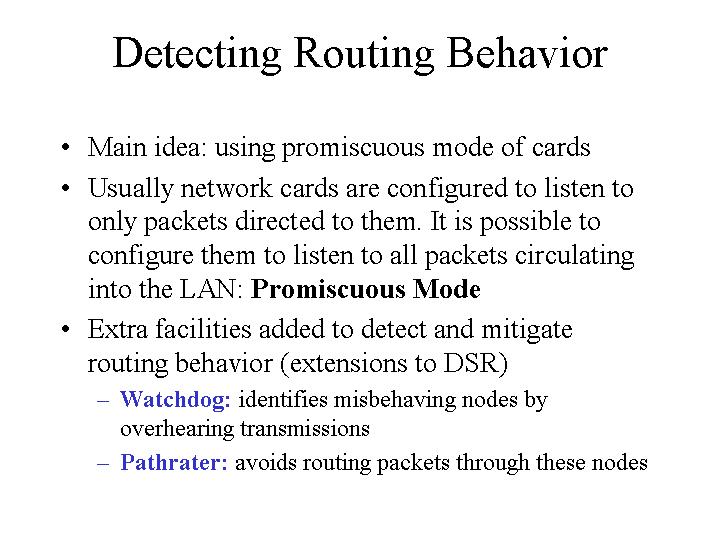 Detecting Routing Behavior
• Main idea: using promiscuous mode of cards
• Usually network cards are configured to listen to
only packets directed to them. It is possible to
configure them to listen to all packets circulating
into the LAN: Promiscuous Mode
• Extra facilities added to detect and mitigate
routing behavior (extensions to DSR)
– Watchdog: identifies misbehaving nodes by
overhearing transmissions
– Pathrater: avoids routing packets through these nodes